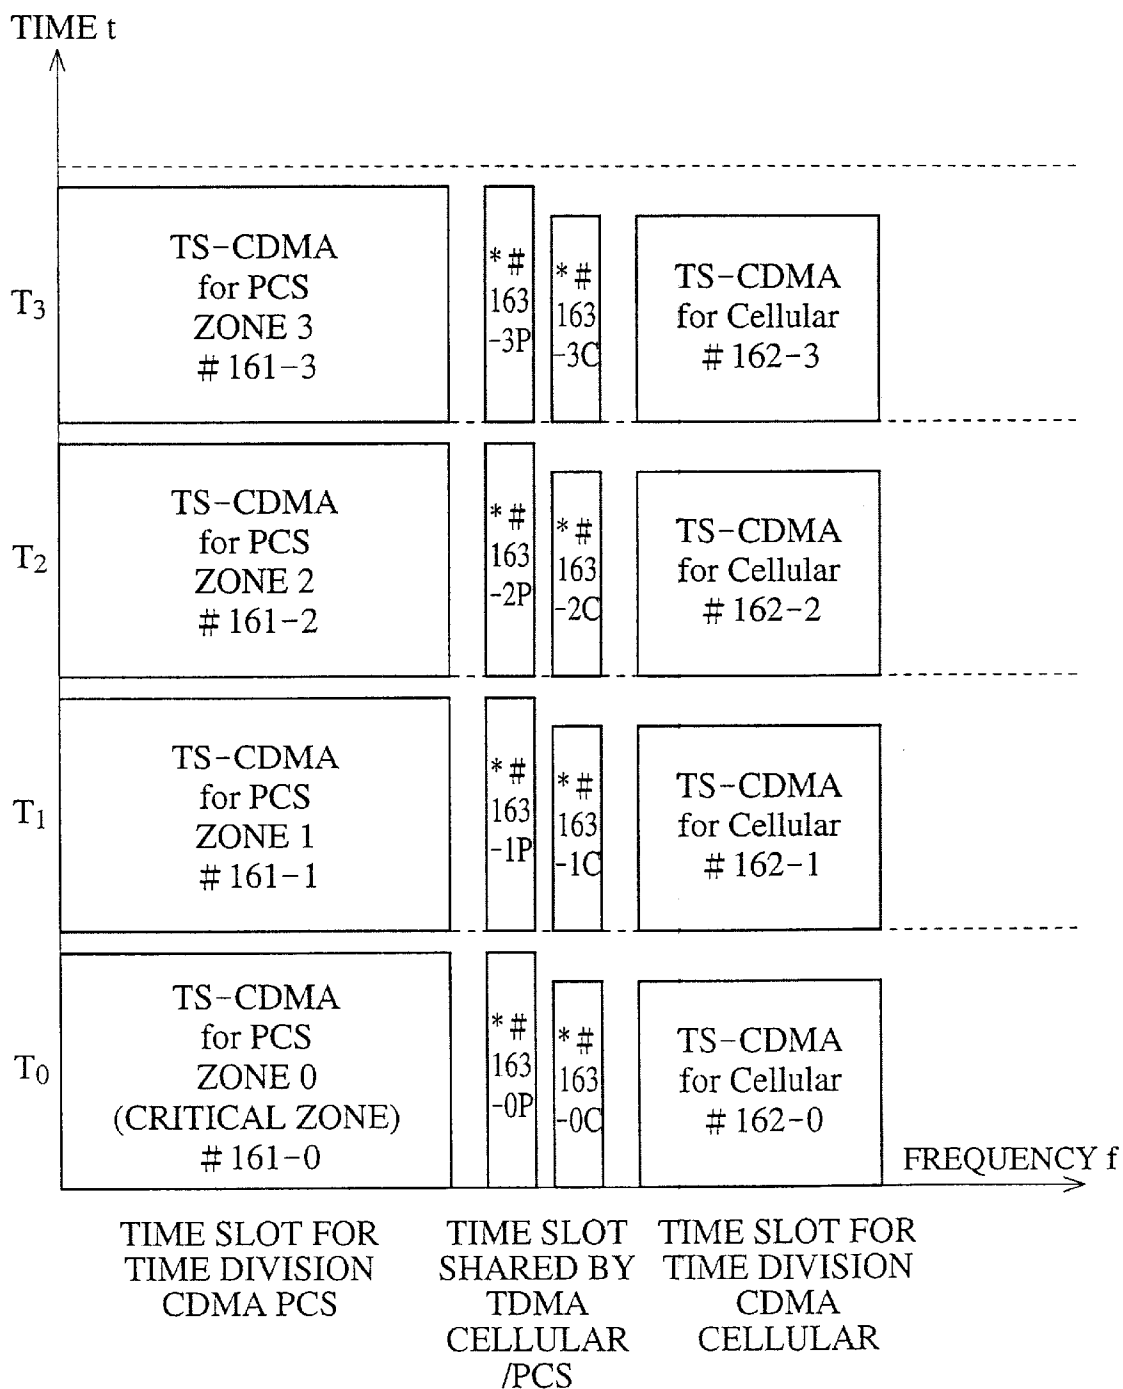 TIME t
T3
TS-CDMA
for PCS
ZONE 3
# 161-3
*#
163
-3P
*#
163
-3C
TS-CDMA
for Cellular
# 162-3
T2
TS-CDMA
for PCS
ZONE 2
# 161-2
*#
163
-2P
*#
163
-2C
TS-CDMA
for Cellular
# 162-2
T1
TS-CDMA
for PCS
ZONE 1
# 161-1
*#
163
-1P
*#
163
-1C
TS-CDMA
for Cellular
# 162-1
T0
TS-CDMA
for PCS
ZONE 0
(CRITICAL ZONE)
# 161-0
*#
163
-0P
*#
163
-0C
TS-CDMA
for Cellular
# 162-0
FREQUENCY f
TIME SLOT FOR
TIME DIVISION
CDMA PCS
TIME SLOT
SHARED BY
TDMA
CELLULAR
/PCS
TIME SLOT FOR
TIME DIVISION
CDMA
CELLULAR